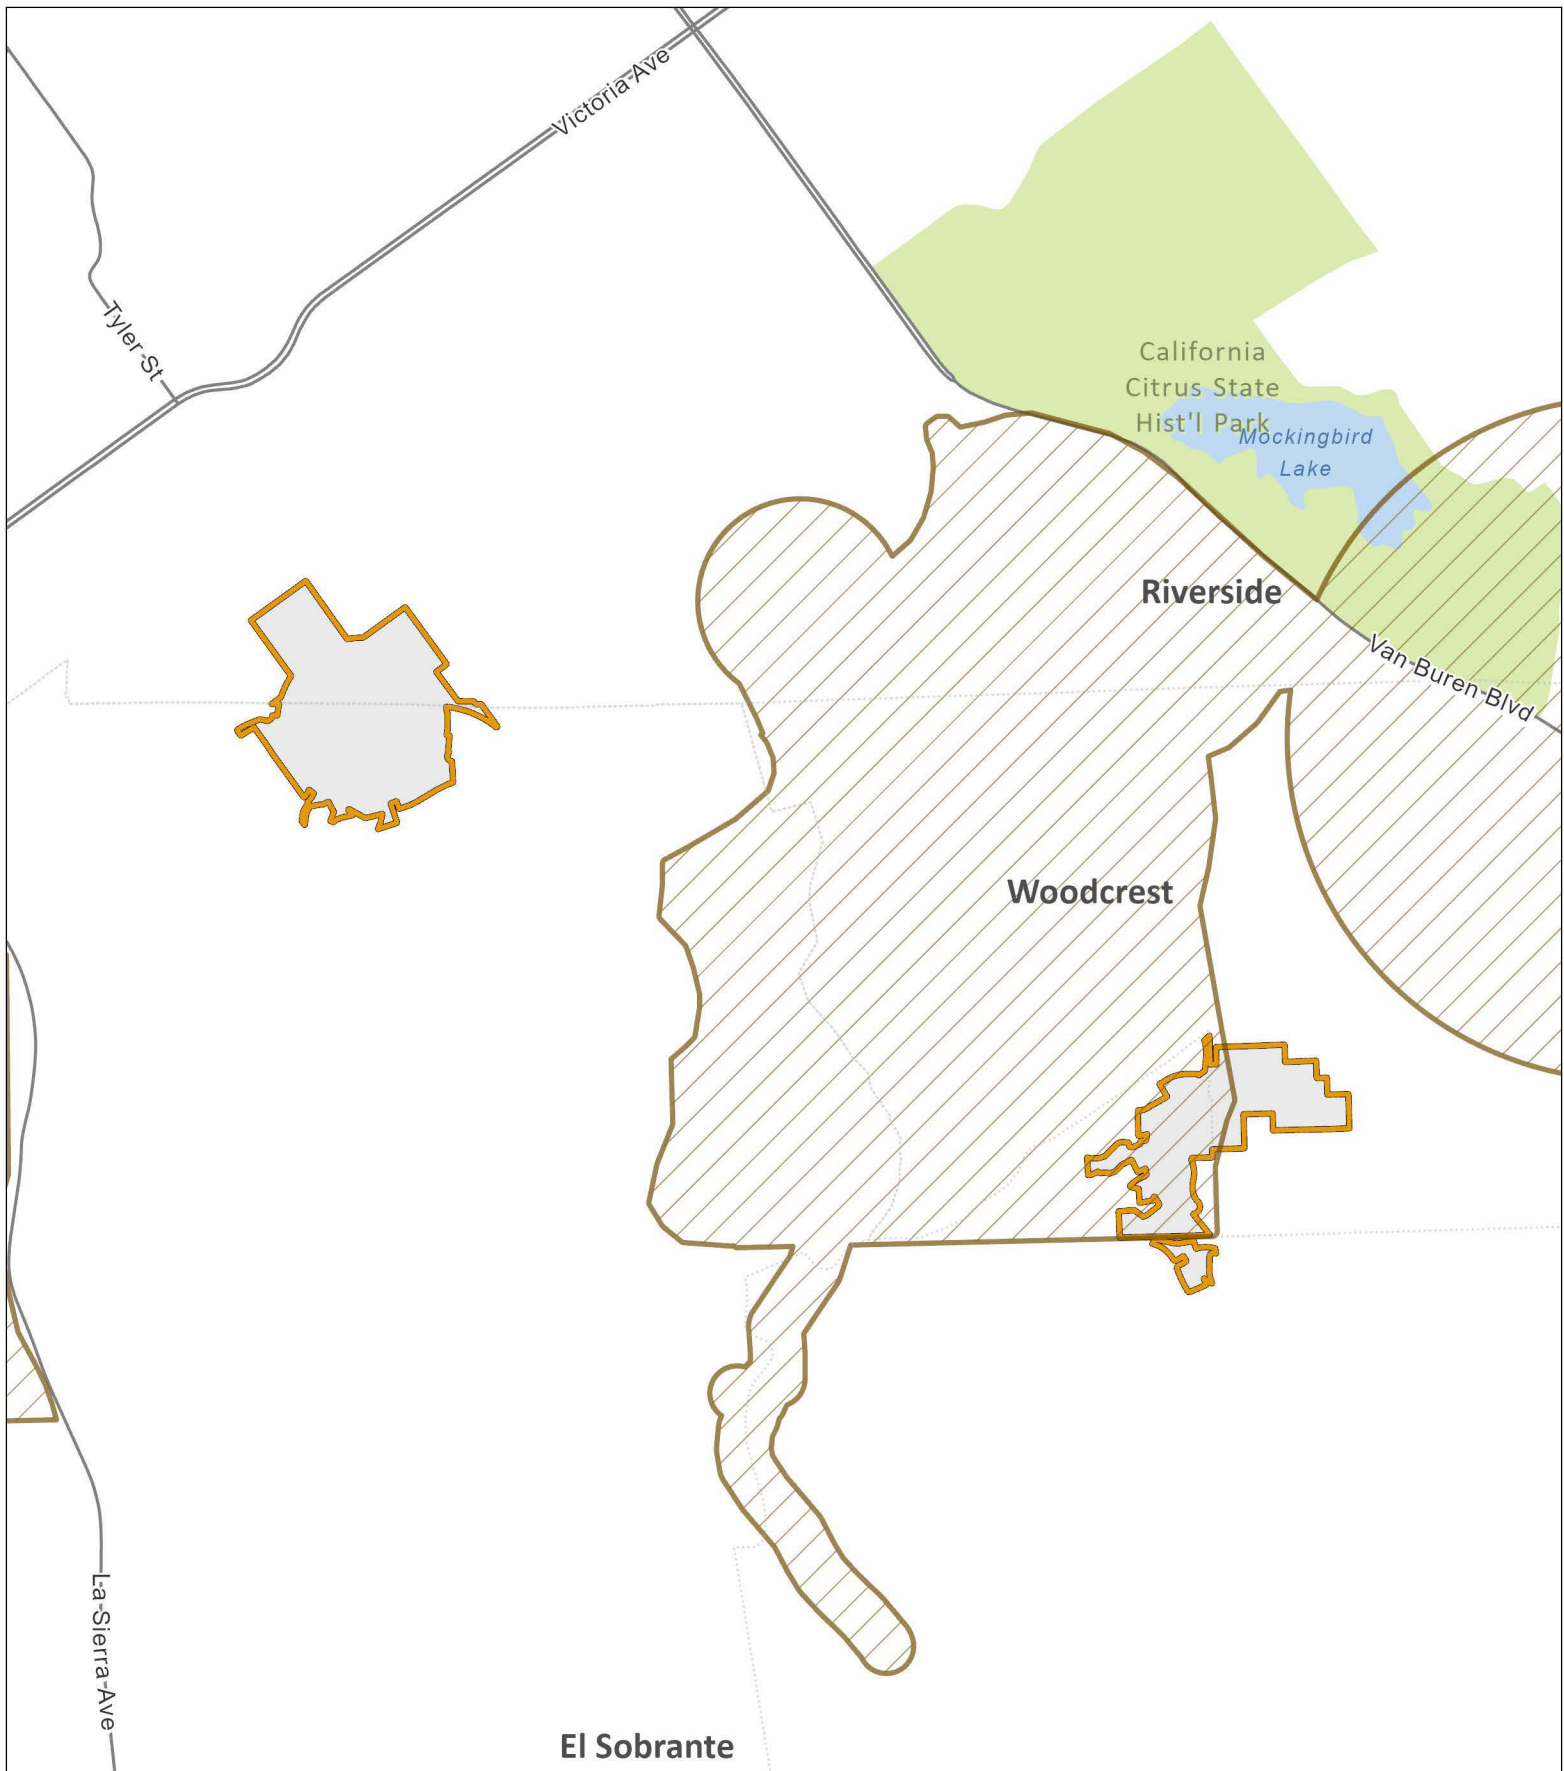 Victoria Ave
Tyler St
California
Citrus State
Hist'l Park
Mockingbird
Lake
Riverside
Van Buren Blvd
Woodcrest
La Sierra Ave
El Sobrante